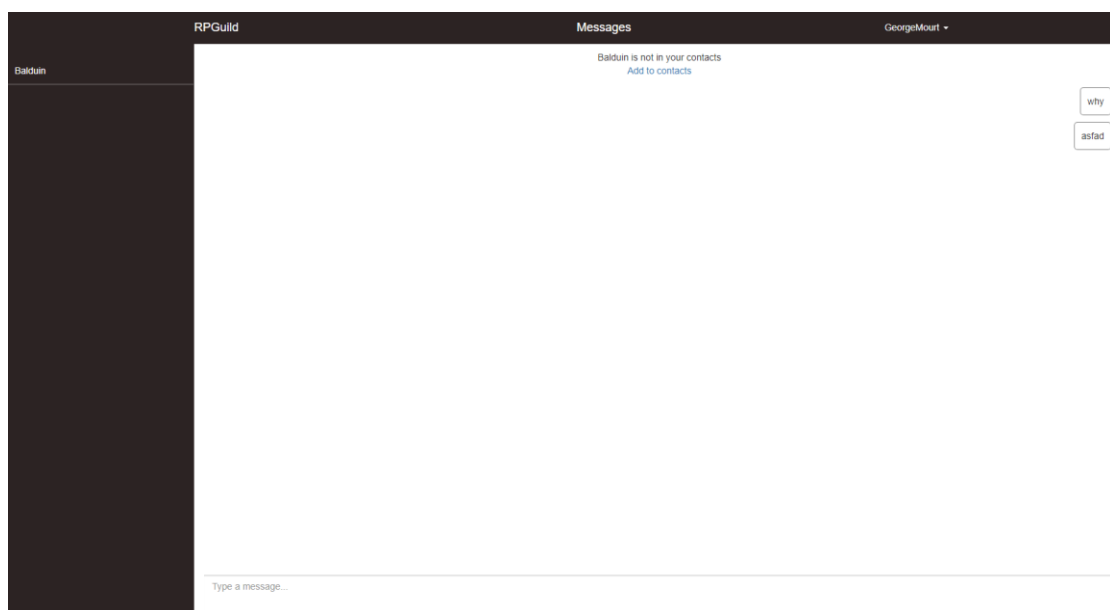 RPGuild Messages GeorgeMourt
Balduin
Balduin is not in your contacts
Add to contacts
why
asfad
Type a message...